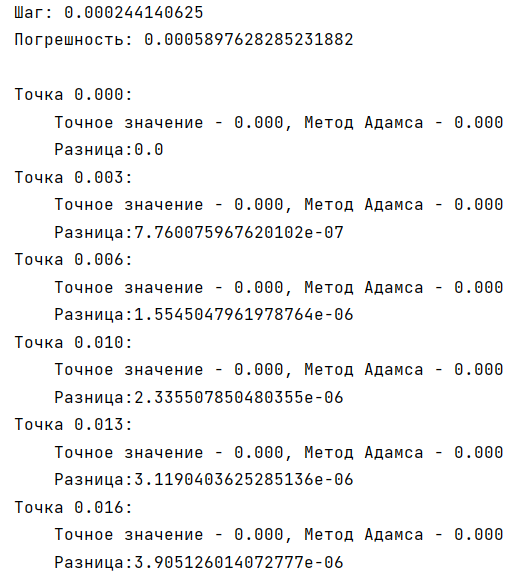 Шаг: 0.000244140625
Погрешность: 0.0005897628285231882
Точка 0.000:
Точное значение - 0.000, Метод Адамса - 0.000
Разница:0.0
Точка 0.003:
Точное значение - 0.000, Метод Адамса - 0.000
Разница:7.760075967620102e-07
Точка 0.006:
Точное значение - 0.000, Метод Адамса - 0.000
Разница:1.5545047961978764e-06
Точка 0.010:
Точное значение - 0.000, Метод Адамса - 0.000
Разница:2.335507850480355e-06
Точка 0.013:
Точное значение - 0.000, Метод Адамса - 0.000
Разница:3.1190403625285136e-06
Точка 0.016:
Точное значение - 0.000, Метод Адамса - 0.000
Разница:3.905126014072777e-06